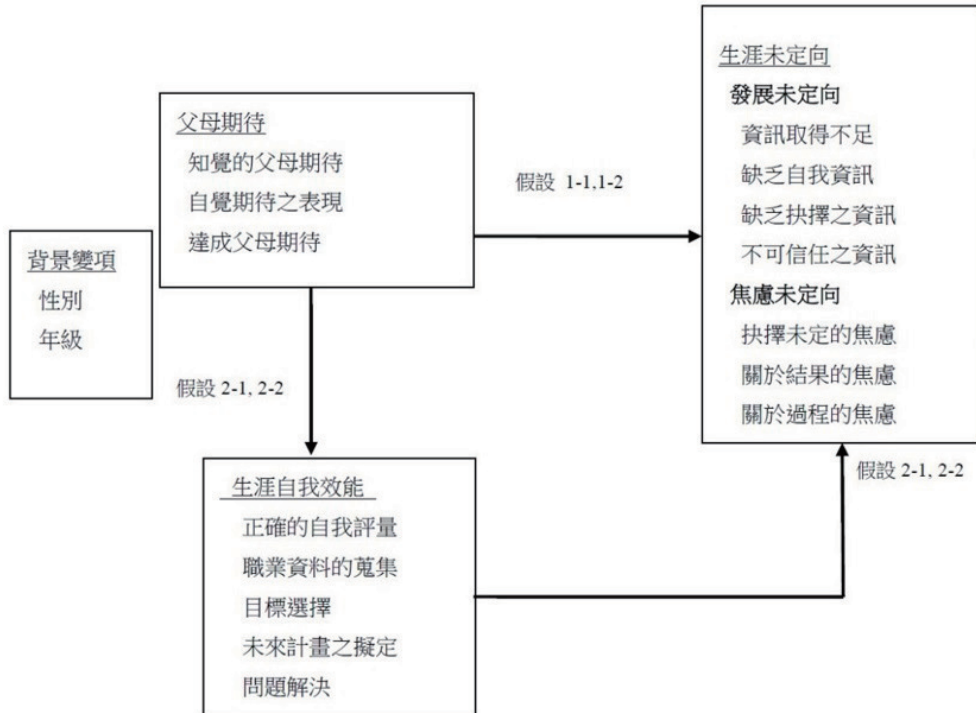 背景變項
性別
年級
父母期待
知覺的父母期待
自覺期待之表現
達成父母期待
假設 1-1,1-2
假設 2-1, 2-2
生涯自我效能
正確的自我評量
職業資料的蒐集
目標選擇
未來計畫之擬定
問題解決
生涯未定向
發展未定向
資訊取得不足
缺乏自我資訊
缺乏抉擇之資訊
不可信任之資訊
焦慮未定向
抉擇未定的焦慮
關於結果的焦慮
關於過程的焦慮
假設 2-1, 2-2